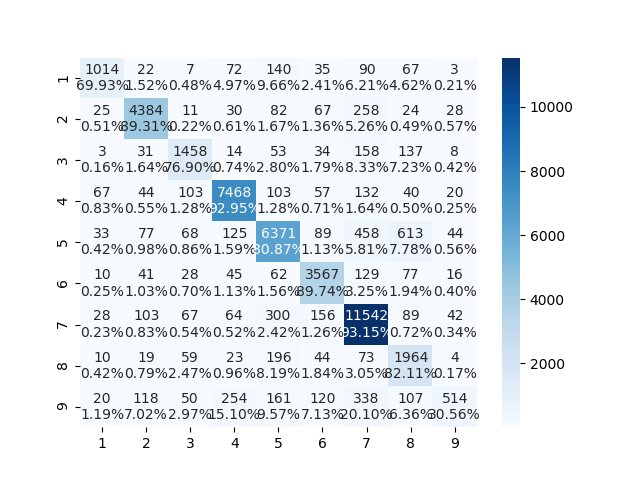 1014 22 7 72 140 35 90 67 3
69.93% 1.52% 0.48% 4.97% 9.66% 2.41% 6.21% 4.62% 0.21%
25 4384 11 30 82 67 258 24 28
0.51% 89.31% 0.22% 0.61% 1.67% 1.36% 5.26% 0.49% 0.57%
3 31 1458 14 53 34 158 137 8
0.16% 1.64% 76.90% 0.74% 2.80% 1.79% 8.33% 7.23% 0.42%
67 44 103 7468 103 57 132 40 20
0.83% 0.55% 1.28% 92.95% 1.28% 0.71% 1.64% 0.50% 0.25%
33 77 68 125 6371 89 458 613 44
0.42% 0.98% 0.86% 1.59% 80.87% 1.13% 5.81% 7.78% 0.56%
10 41 28 45 62 3567 129 77 16
0.25% 1.03% 0.70% 1.13% 1.56% 89.74% 3.25% 1.94% 0.40%
28 103 67 64 300 156 11542 89 42
0.23% 0.83% 0.54% 0.52% 2.42% 1.26% 93.15% 0.72% 0.34%
10 19 59 23 196 44 73 1964 4
0.42% 0.79% 2.47% 0.96% 8.19% 1.84% 3.05% 82.11% 0.17%
20 118 50 254 161 120 338 107 514
1.19% 7.02% 2.97% 15.10% 9.57% 7.13% 20.10% 6.36% 30.56%
1
2
3
4
5
6
7
8
9
1 2 3 4 5 6 7 8 9
10000
8000
6000
4000
2000